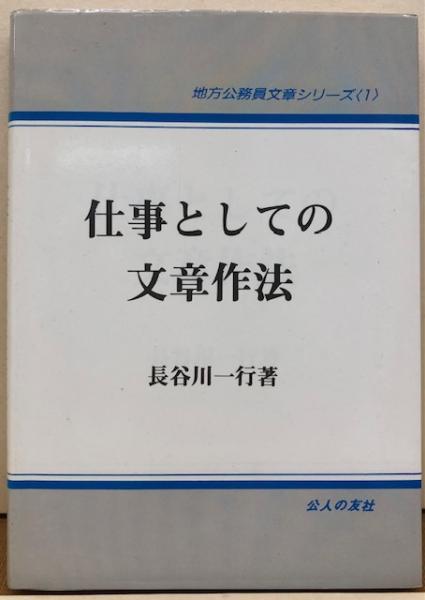 地方公務員文章シリーズ〈1〉
仕事としての
文章作法
長谷川一行著
公人の友社